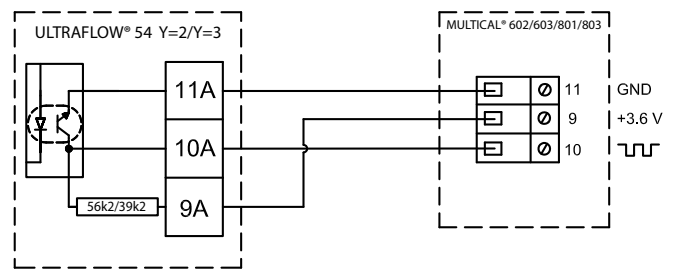 ULTRAFLOW® 54 Y=2/Y=3
MULTICAL® 602/603/801/803
11A
11 GND
9 +3.6 V
10A
10
56k2/39k2
9A